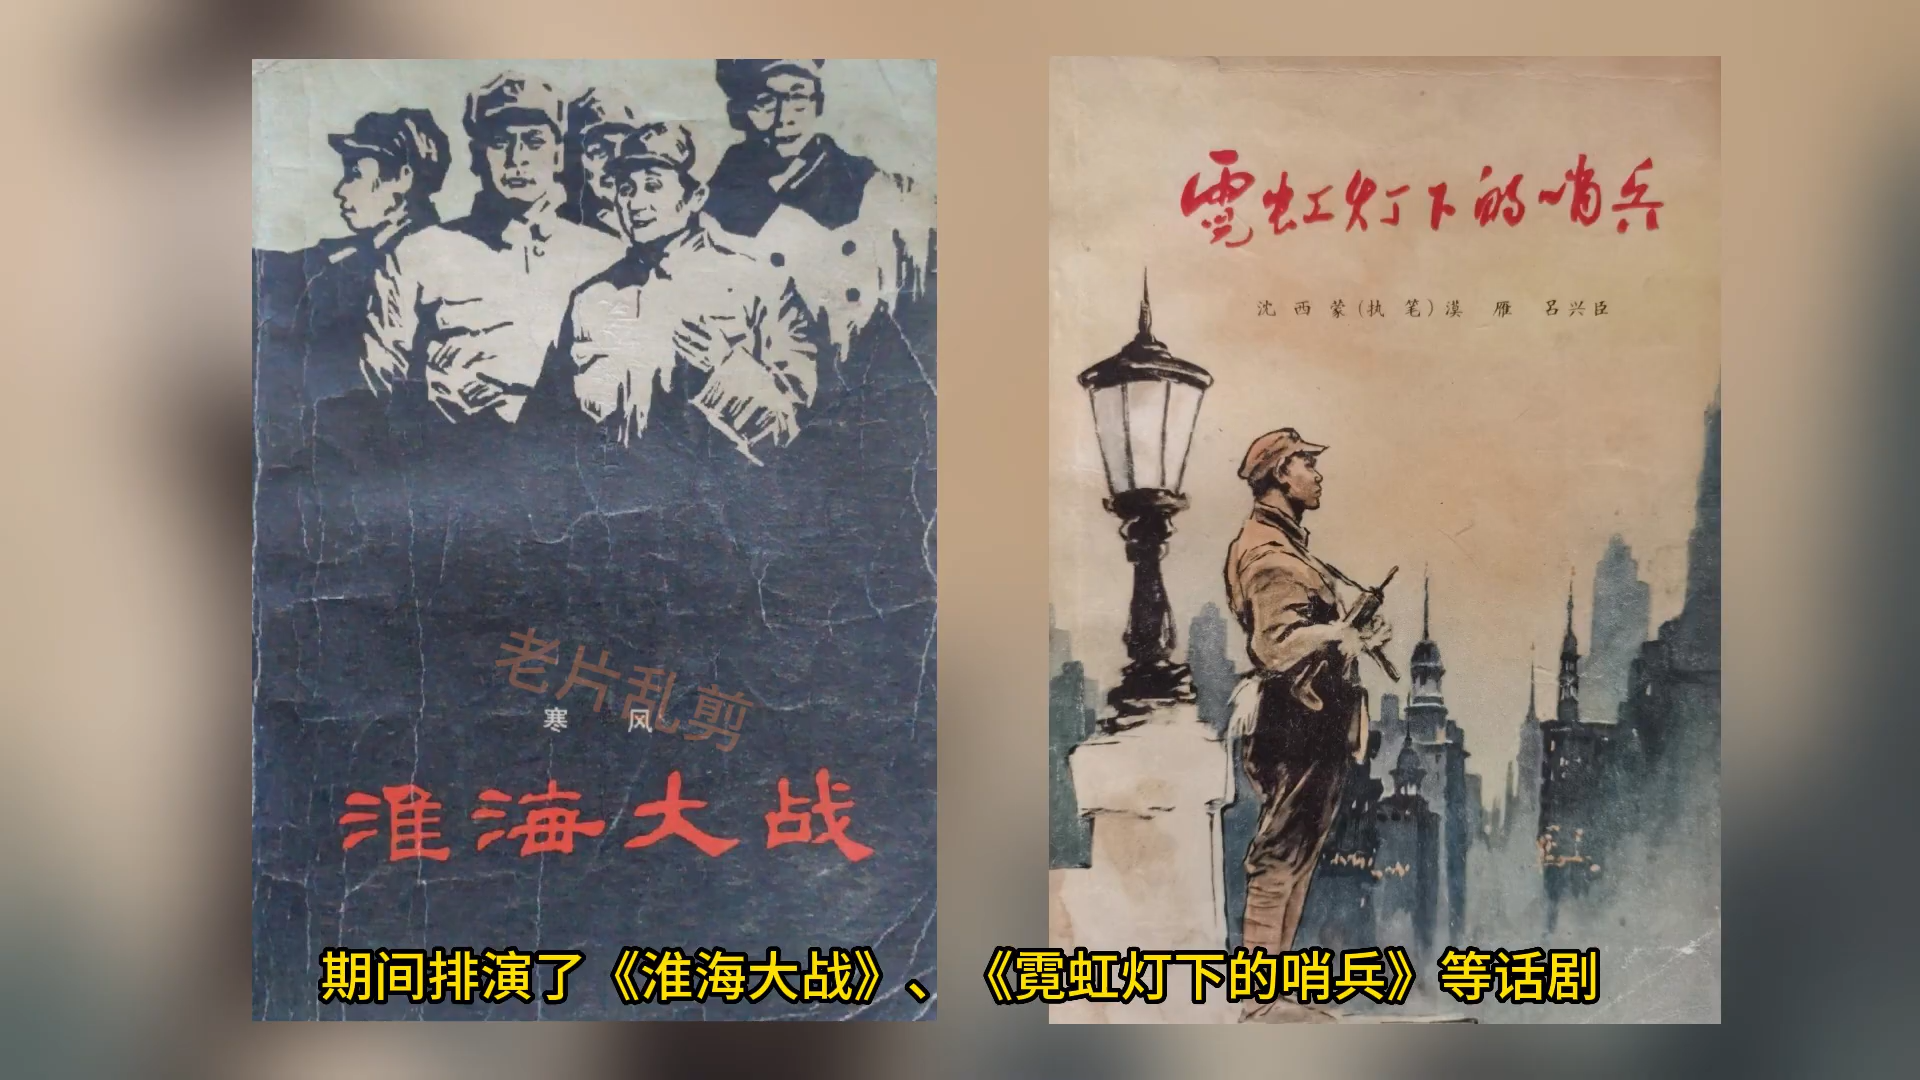 霓虹灯下的哨兵
沈西蒙(执笔)漠雁 吕兴臣
老片乱剪
寒风
淮海大战
期间排演了《淮海大战》、《霓虹灯下的哨兵》等话剧